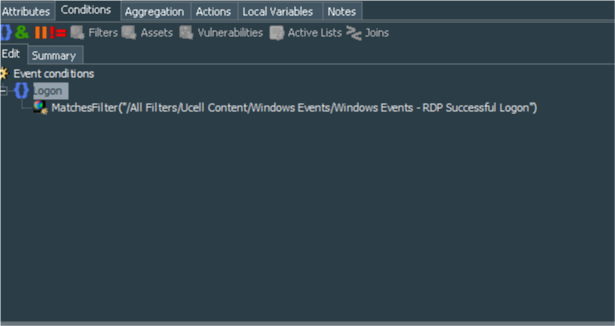 Attributes Conditions Aggregation Actions Local Variables Notes
{} & || != Filters Assets Vulnerabilities Active Lists Joins
Edit Summary
Event conditions
{} Logon
MatchesFilter("/All Filters/Ucell Content/Windows Events/Windows Events - RDP Successful Logon")